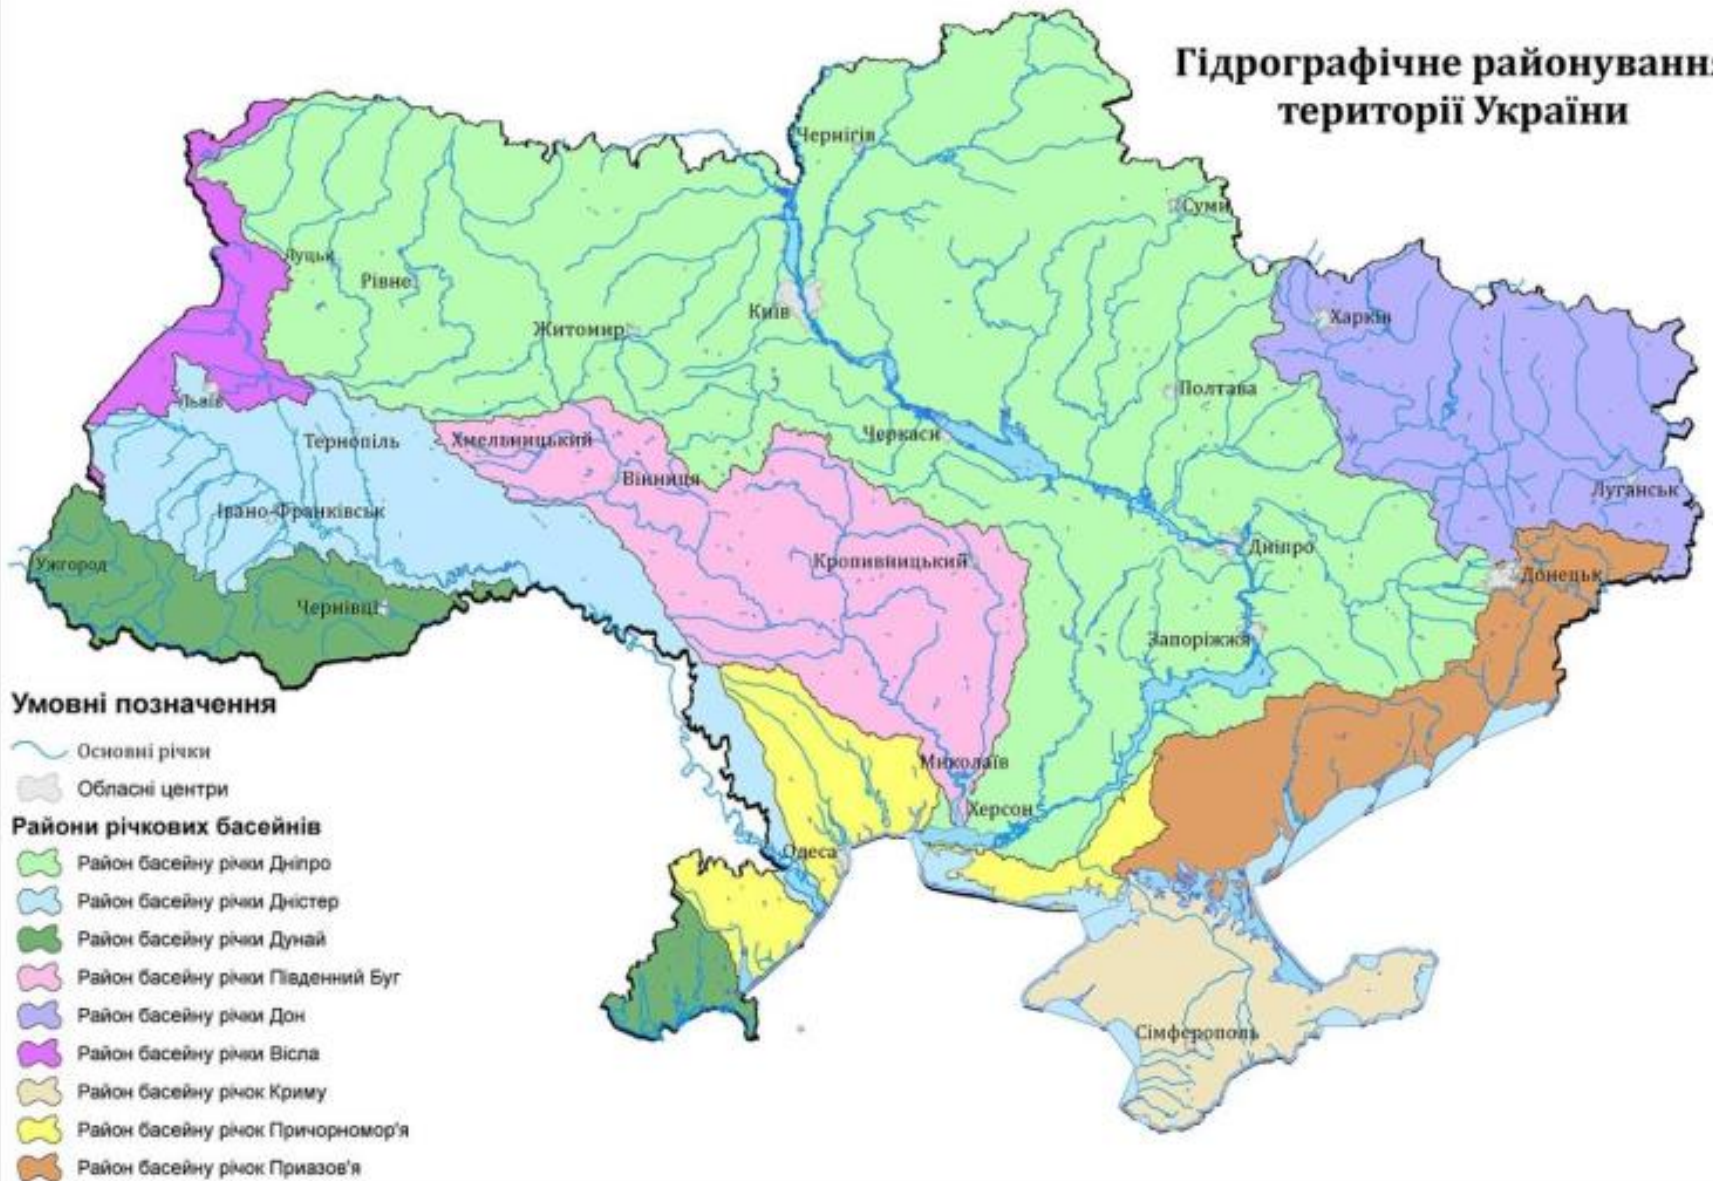 Гідрографічне районування
території України
Чернігів
Суми
Луцьк
Рівне
Київ
Харків
Житомир
Полтава
Львів
Тернопіль
Хмельницький
Черкаси
Вінниця
Луганськ
Івано-Франківськ
Дніпро
Ужгород
Кропивницький
Донецьк
Чернівці
Запоріжжя
Миколаїв
Херсон
Одеса
Сімферополь
Умовні позначення
Основні річки
Обласні центри
Райони річкових басейнів
Район басейну річки Дніпро
Район басейну річки Дністер
Район басейну річки Дунай
Район басейну річки Південний Буг
Район басейну річки Дон
Район басейну річки Вісла
Район басейну річок Криму
Район басейну річок Причорномор'я
Район басейну річок Приазов'я